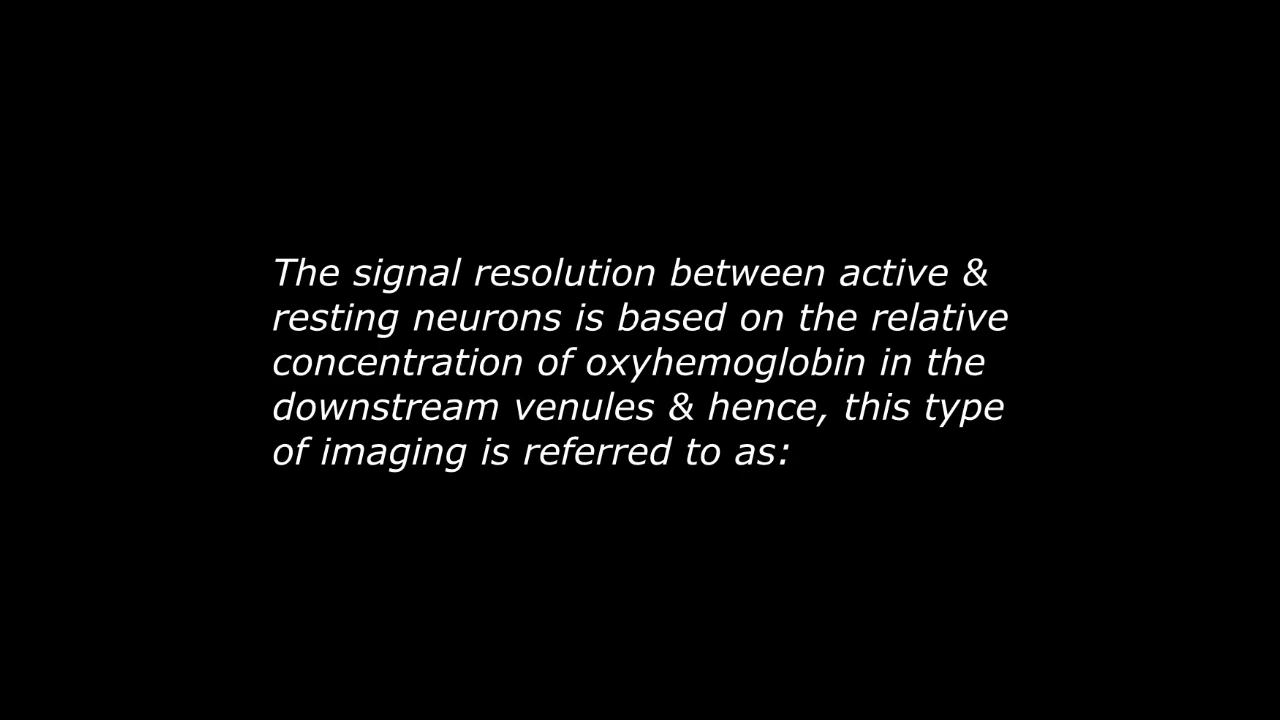 The signal resolution between active &
resting neurons is based on the relative
concentration of oxyhemoglobin in the
downstream venules & hence, this type
of imaging is referred to as: